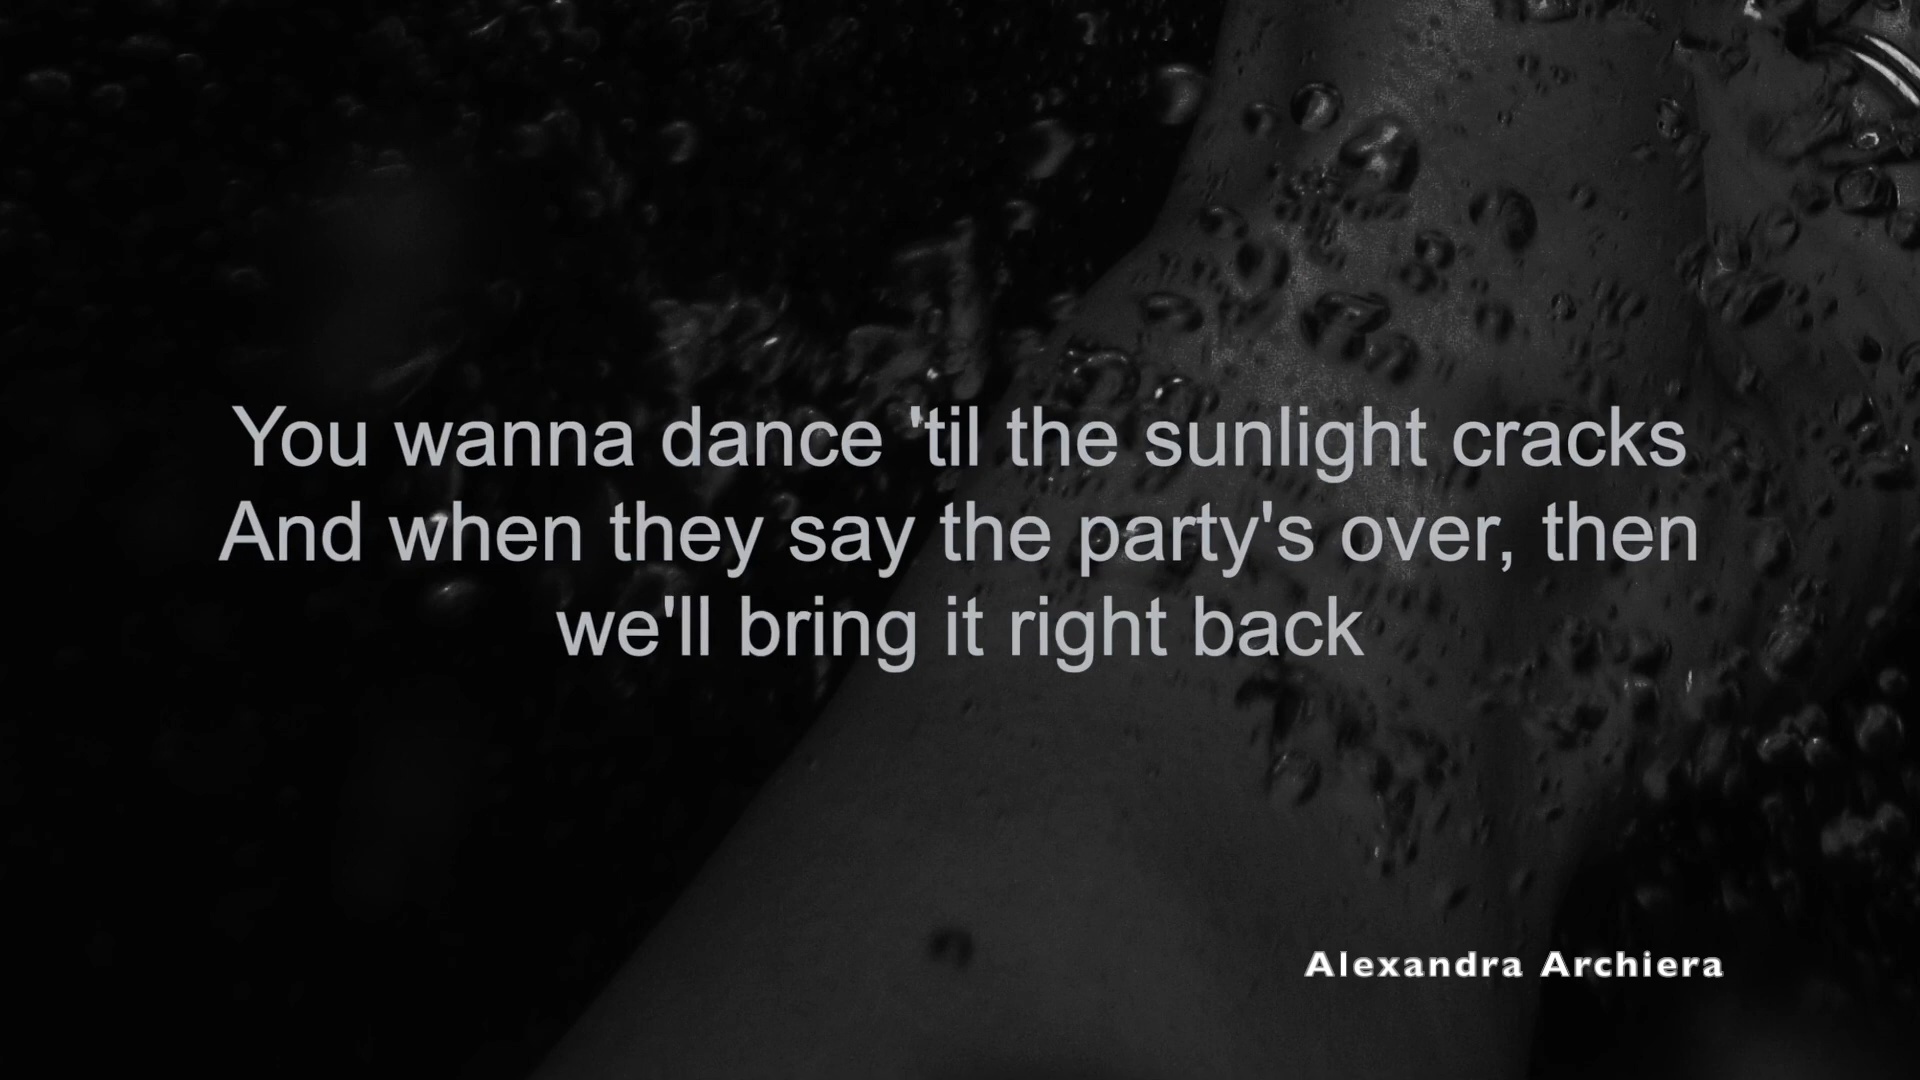 You wanna dance 'til the sunlight cracks
And when they say the party's over, then
we'll bring it right back
Alexandra Archiera